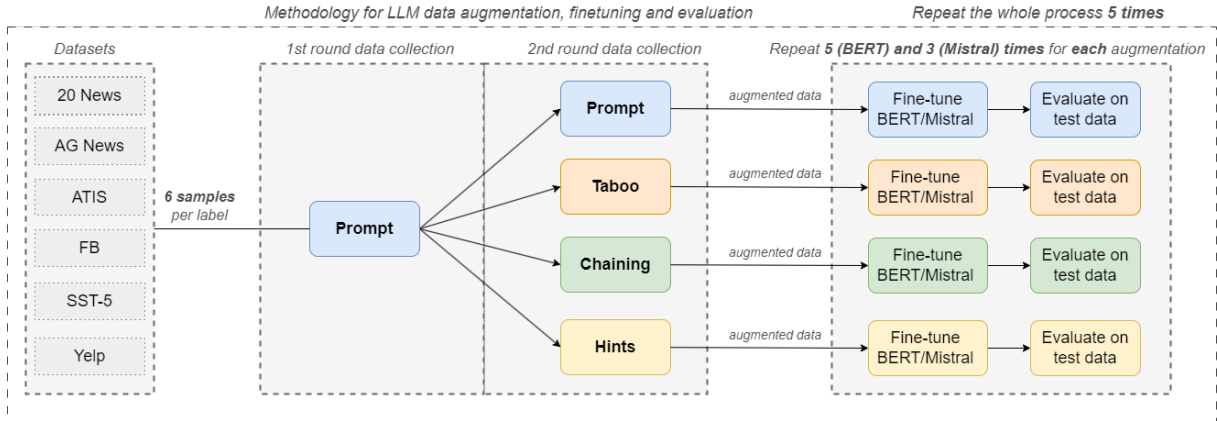 Methodology for LLM data augmentation, finetuning and evaluation
Repeat the whole process 5 times
Datasets
1st round data collection
2nd round data collection
Repeat 5 (BERT) and 3 (Mistral) times for each augmentation
20 News
AG News
ATIS
FB
SST-5
Yelp
6 samples
per label
Prompt
Prompt
augmented data
Fine-tune
BERT/Mistral
Evaluate on
test data
Taboo
augmented data
Fine-tune
BERT/Mistral
Evaluate on
test data
Chaining
augmented data
Fine-tune
BERT/Mistral
Evaluate on
test data
Hints
augmented data
Fine-tune
BERT/Mistral
Evaluate on
test data